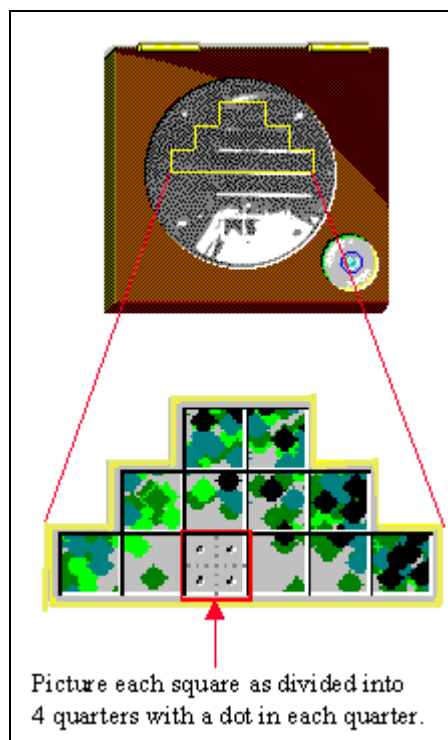 Picture each square as divided into
4 quarters with a dot in each quarter.